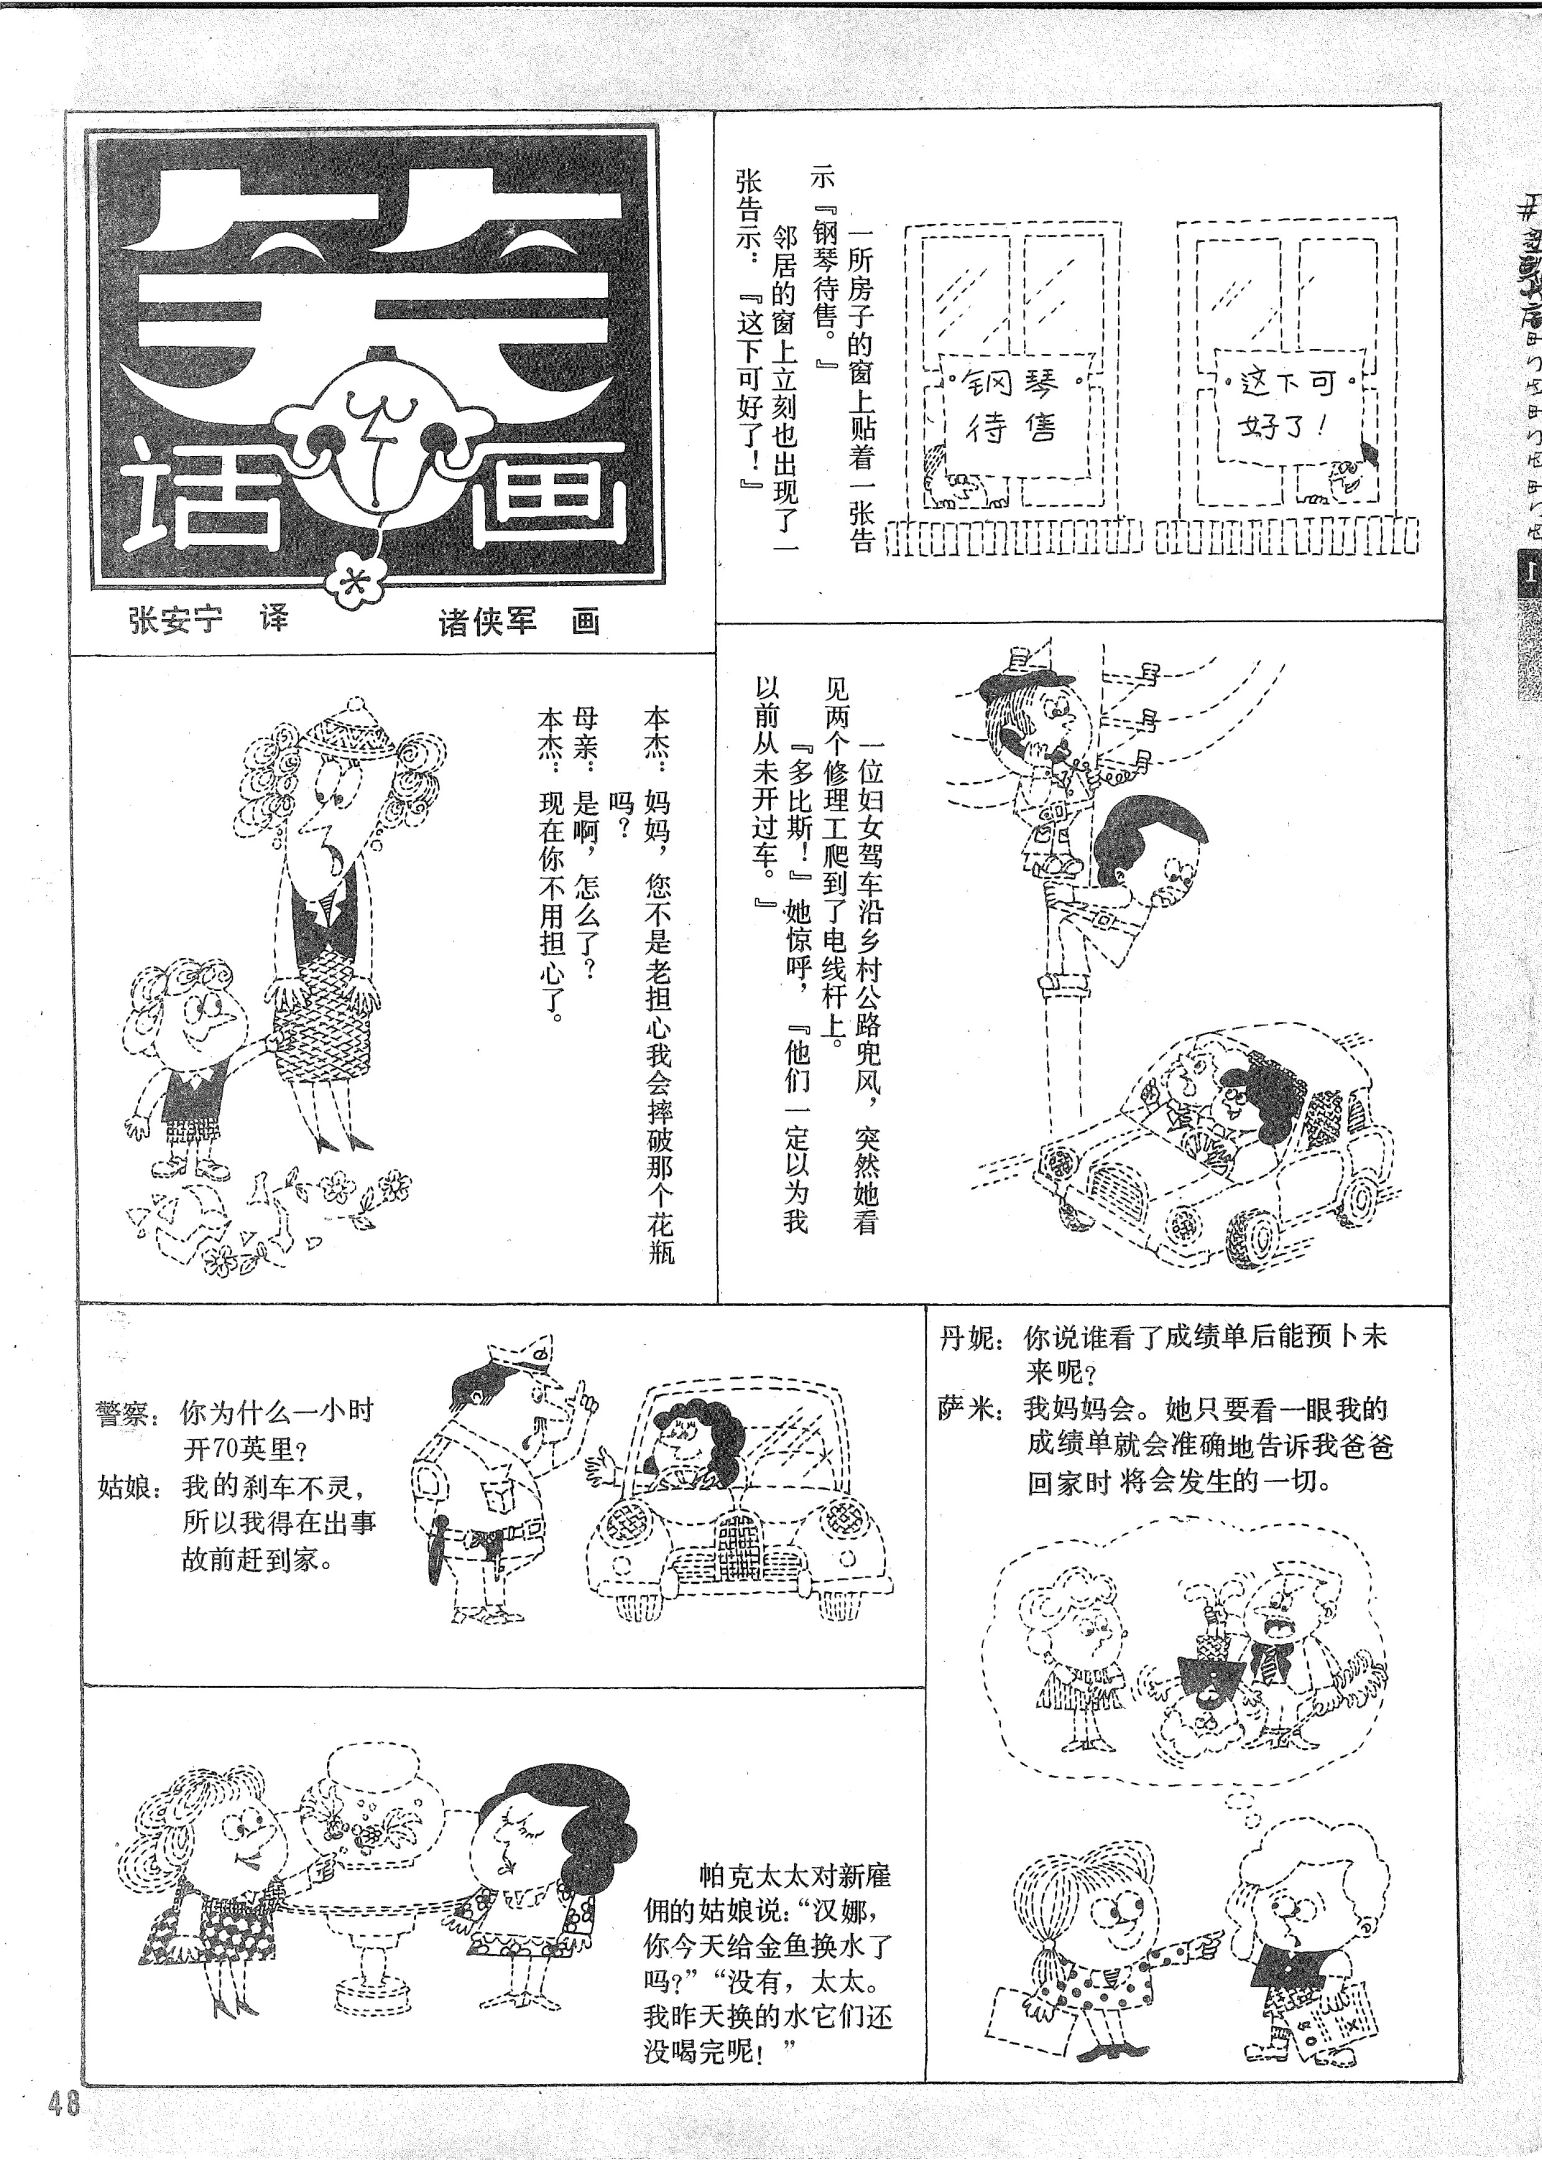 笑
话 画
张安宁 译 诸侠军 画
一所房子的窗上贴着一张告
示『钢琴待售。』
邻居的窗上立刻也出现了一
张告示：『这下可好了！』
钢琴
待售
这下可
好了！
本杰：妈妈，您不是老担心我会摔破那个花瓶
吗？
母亲：是啊，怎么了？
本杰：现在你不用担心了。
一位妇女驾车沿乡村公路兜风，突然她看
见两个修理工爬到了电线杆上。
『多比斯！』她惊呼，『他们一定以为我
以前从未开过车。』
警察：你为什么一小时
开70英里？
姑娘：我的刹车不灵，
所以我得在出事
故前赶到家。
丹妮：你说谁看了成绩单后能预卜未
来呢？
萨米：我妈妈会。她只要看一眼我的
成绩单就会准确地告诉我爸爸
回家时将会发生的一切。
帕克太太对新雇
佣的姑娘说：“汉娜，
你今天给金鱼换水了
吗？”“没有，太太。
我昨天换的水它们还
没喝完呢！”
48